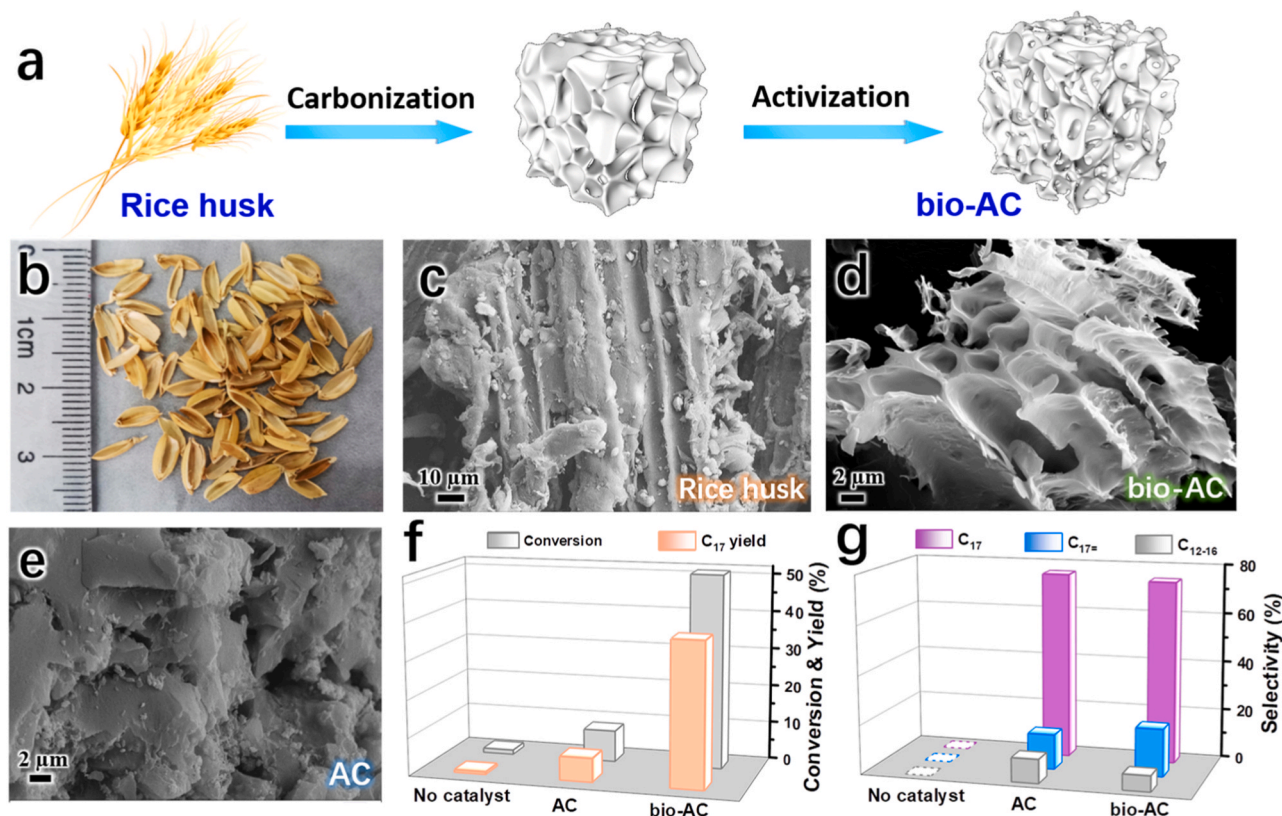 a
Carbonization
Activization
Rice husk
bio-AC
b
0
1cm
2
3
c
10 µm
Rice husk
d
2 µm
bio-AC
e
2 µm
AC
f
Conversion
C₁₇ yield
50
40
30
20
10
0
Conversion & Yield (%)
No catalyst
AC
bio-AC
g
C₁₇
C₁₇₌
C₁₂₋₁₆
80
60
40
20
0
Selectivity (%)
No catalyst
AC
bio-AC